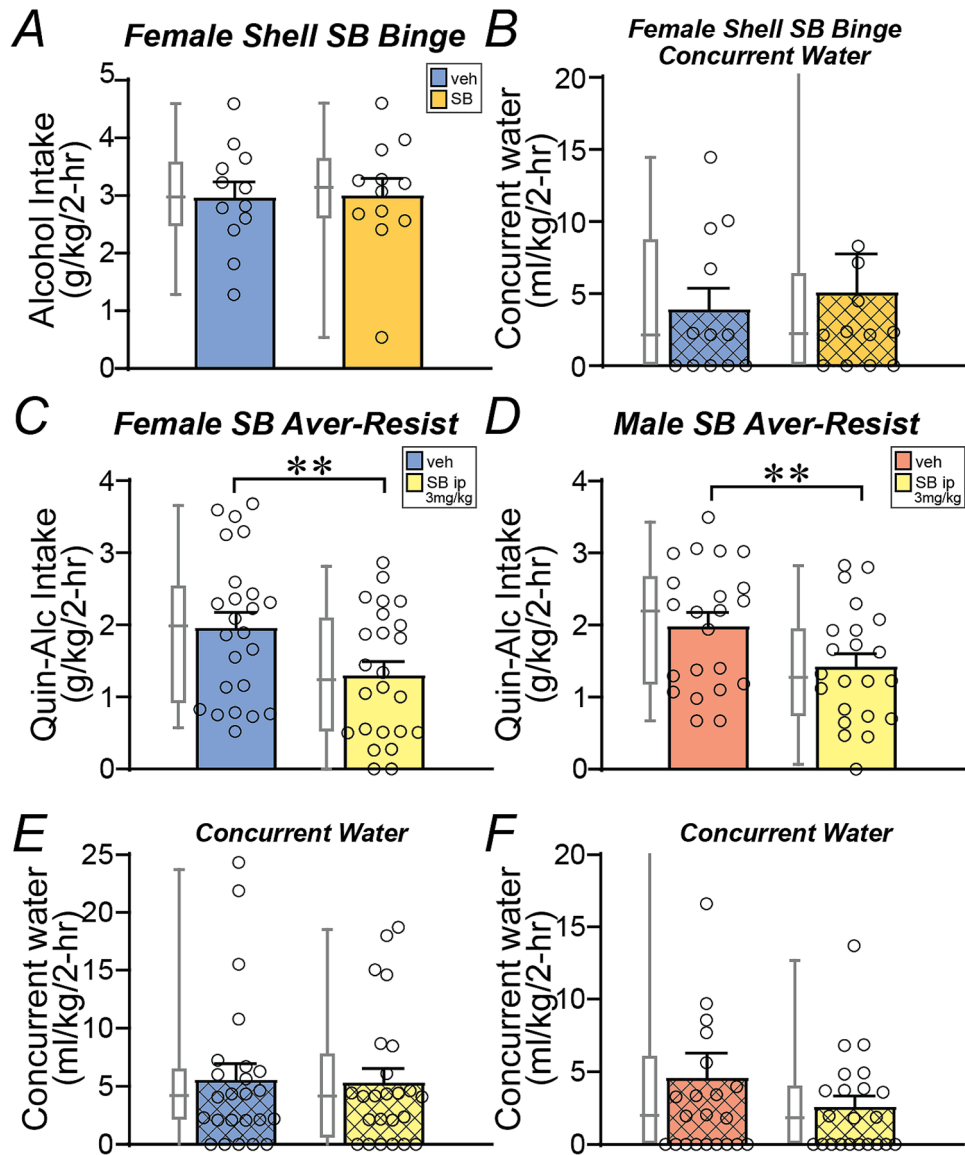 A
Female Shell SB Binge
veh
SB
Alcohol Intake
(g/kg/2-hr)
5
4
3
2
1
0
B
Female Shell SB Binge
Concurrent Water
Concurrent water
(ml/kg/2-hr)
20
15
10
5
0
C
Female SB Aver-Resist
veh
SB ip
3mg/kg
**
Quin-Alc Intake
(g/kg/2-hr)
4
3
2
1
0
D
Male SB Aver-Resist
veh
SB ip
3mg/kg
**
Quin-Alc Intake
(g/kg/2-hr)
4
3
2
1
0
E
Concurrent Water
Concurrent water
(ml/kg/2-hr)
25
20
15
10
5
0
F
Concurrent Water
Concurrent water
(ml/kg/2-hr)
20
15
10
5
0